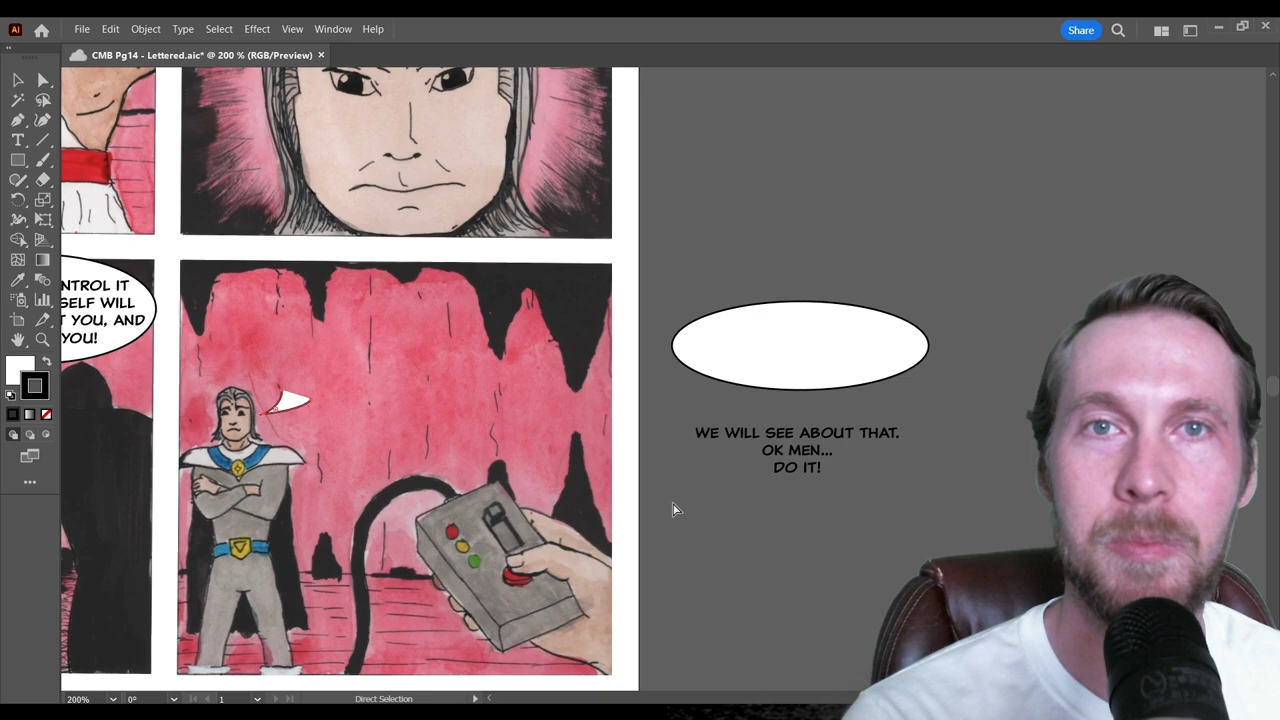 Ai File Edit Object Type Select Effect View Window Help Share
CMB Pg14 - Lettered.aic* @ 200 % (RGB/Preview) ×
NTROL IT
SELF WILL
T YOU, AND
YOU!
WE WILL SEE ABOUT THAT.
OK MEN...
DO IT!
200% 0° 1 Direct Selection